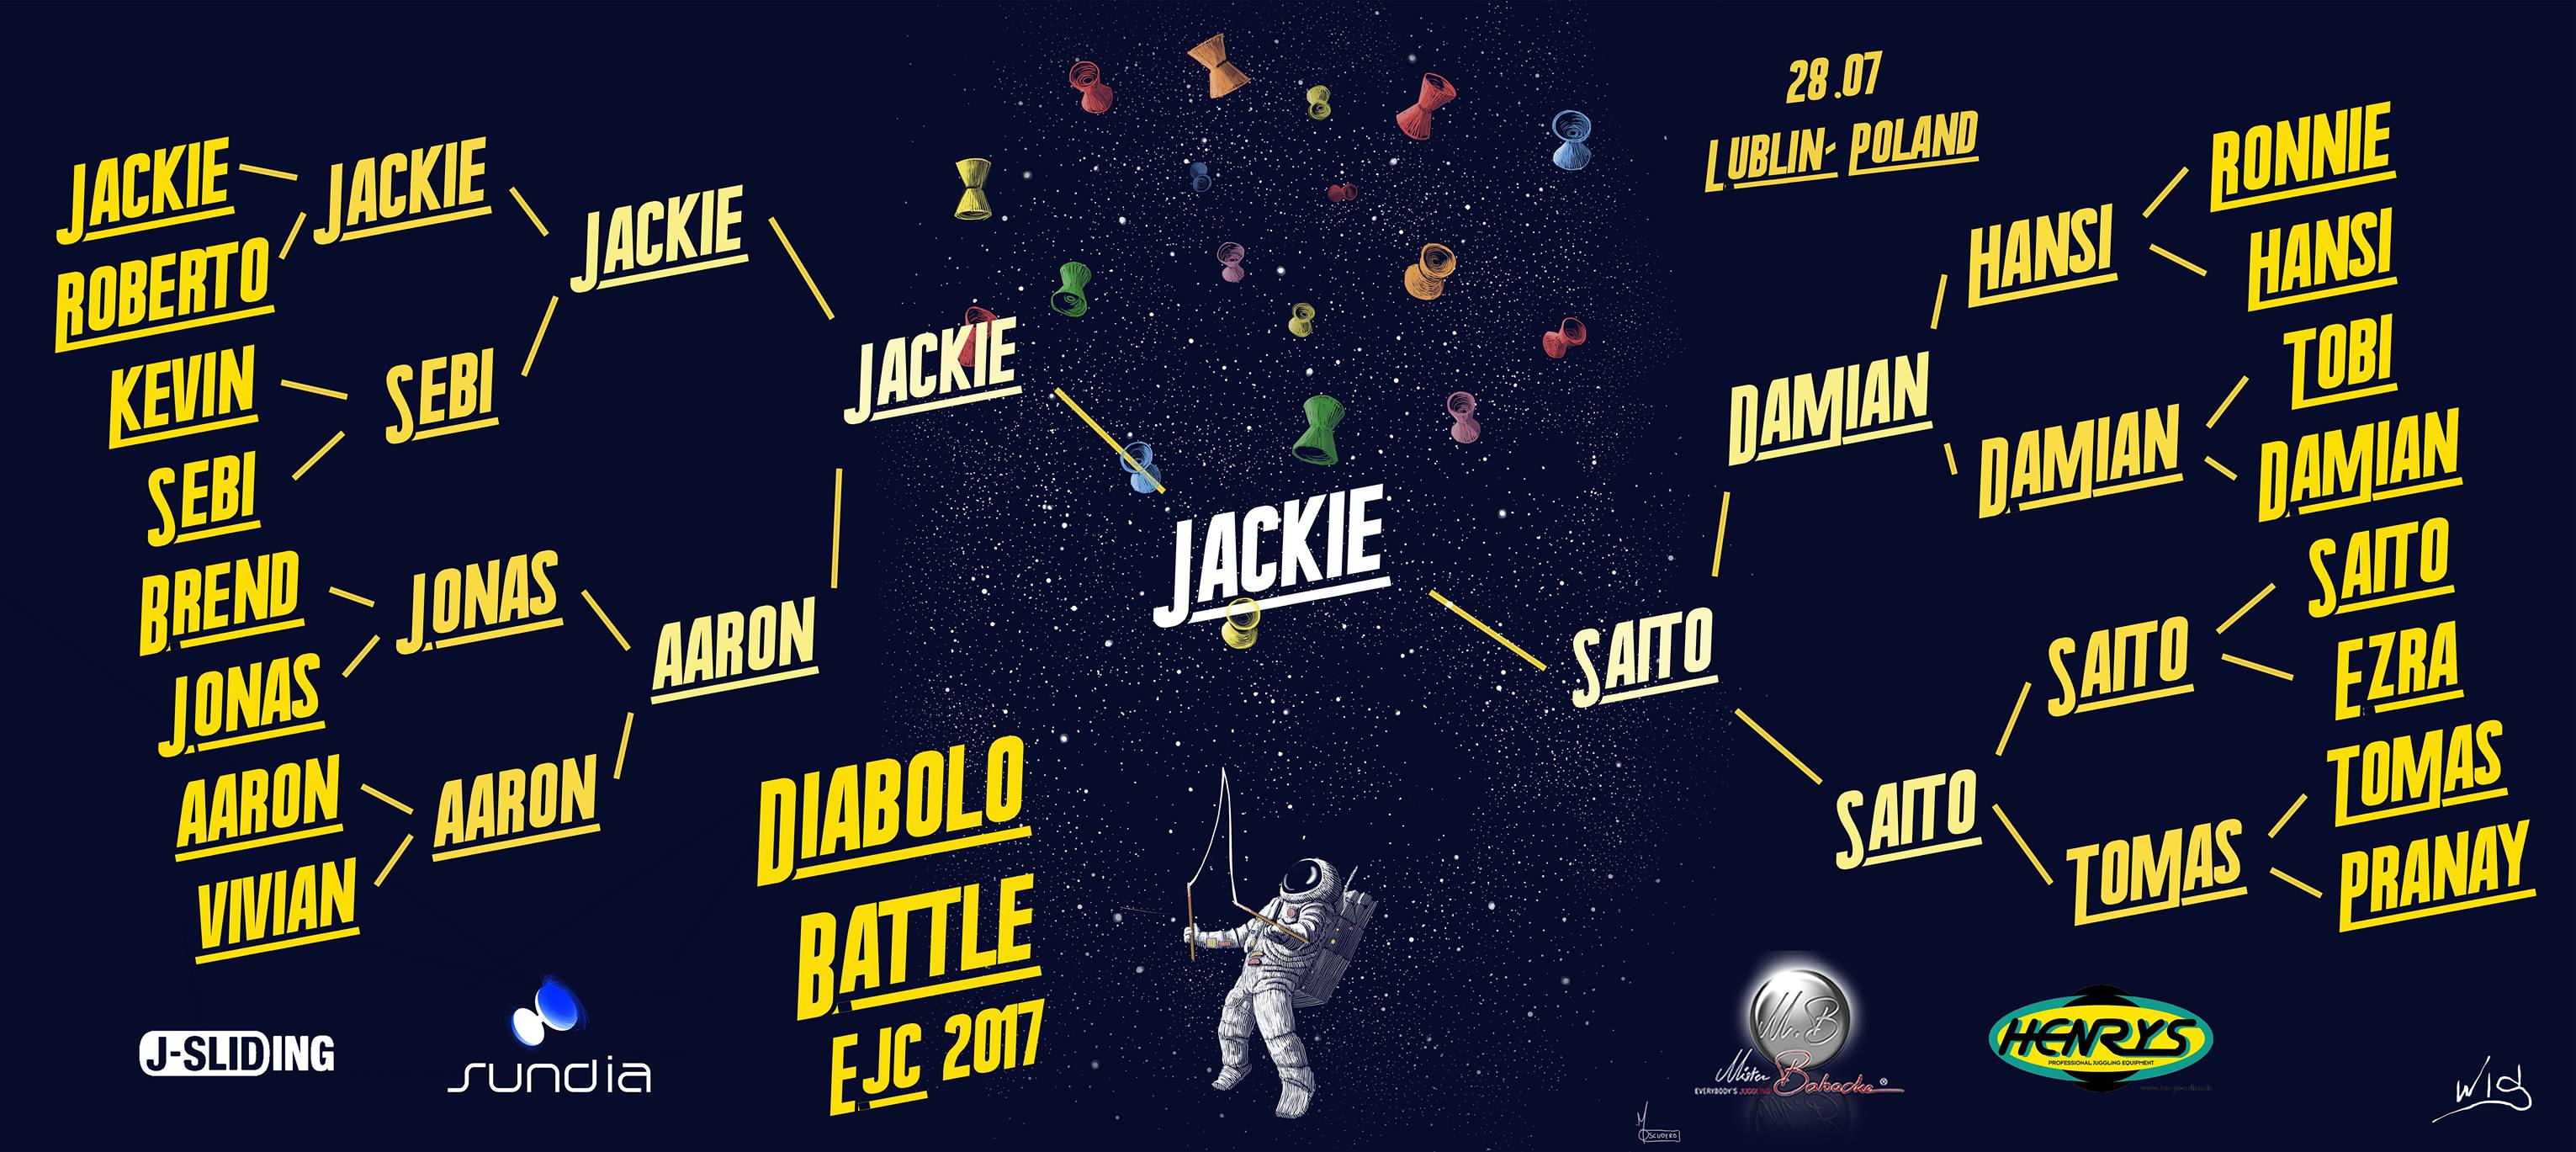 28.07
LUBLIN- POLAND
JACKIE
ROBERTO
KEVIN
SEBI
BREND
JONAS
AARON
VIVIAN
JACKIE
SEBI
JONAS
AARON
JACKIE
AARON
JACKIE
JACKIE
SAITO
DAMIAN
SAITO
HANSI
DAMIAN
SAITO
TOMAS
RONNIE
HANSI
TOBI
DAMIAN
SAITO
EZRA
TOMAS
PRANAY
DIABOLO
BATTLE
EJC 2017
J-SLIDING
sundia
M.B
Mister Babache ®
EVERYBODY'S JUGGLING
HENRYS
PROFESSIONAL JUGGLING EQUIPMENT